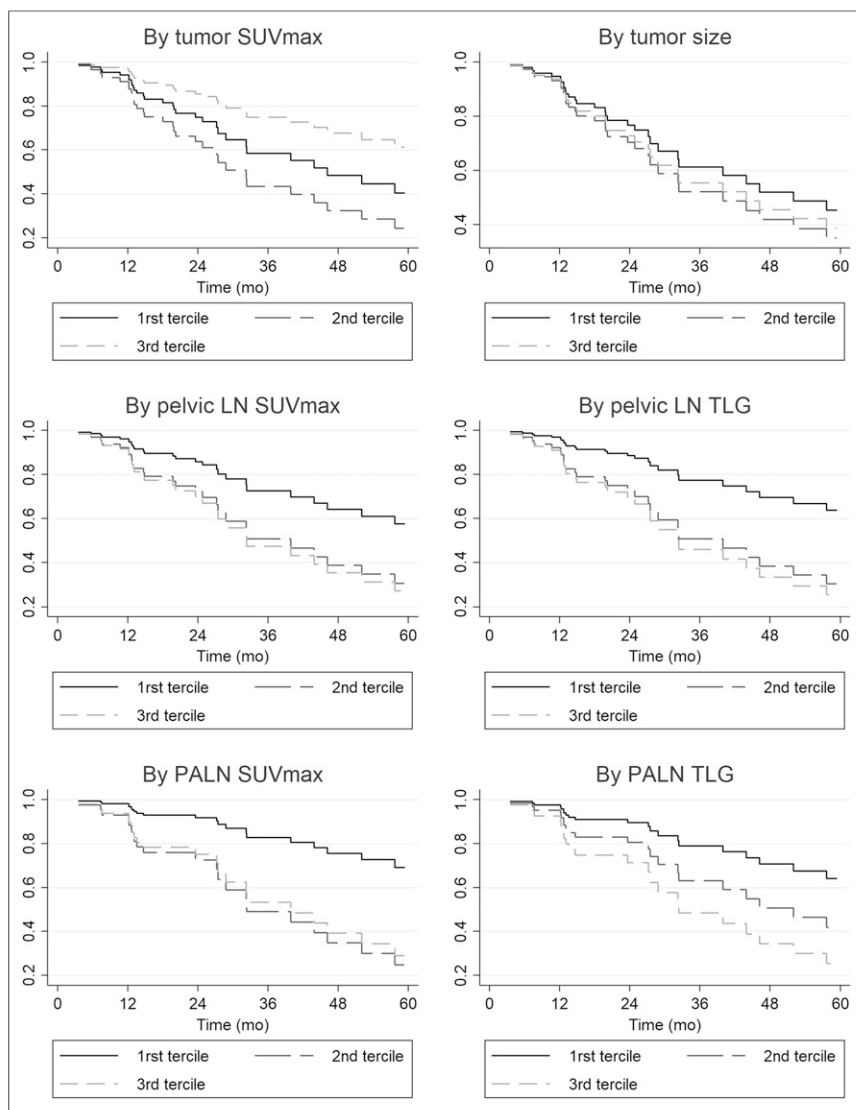 By tumor SUVmax
1.0
0.8
0.6
0.4
0.2
0 12 24 36 48 60
Time (mo)
1rst tercile 2nd tercile
3rd tercile
By tumor size
1.0
0.8
0.6
0.4
0 12 24 36 48 60
Time (mo)
1rst tercile 2nd tercile
3rd tercile
By pelvic LN SUVmax
1.0
0.8
0.6
0.4
0.2
0 12 24 36 48 60
Time (mo)
1rst tercile 2nd tercile
3rd tercile
By pelvic LN TLG
1.0
0.8
0.6
0.4
0.2
0 12 24 36 48 60
Time (mo)
1rst tercile 2nd tercile
3rd tercile
By PALN SUVmax
1.0
0.8
0.6
0.4
0.2
0 12 24 36 48 60
Time (mo)
1rst tercile 2nd tercile
3rd tercile
By PALN TLG
1.0
0.8
0.6
0.4
0.2
0 12 24 36 48 60
Time (mo)
1rst tercile 2nd tercile
3rd tercile